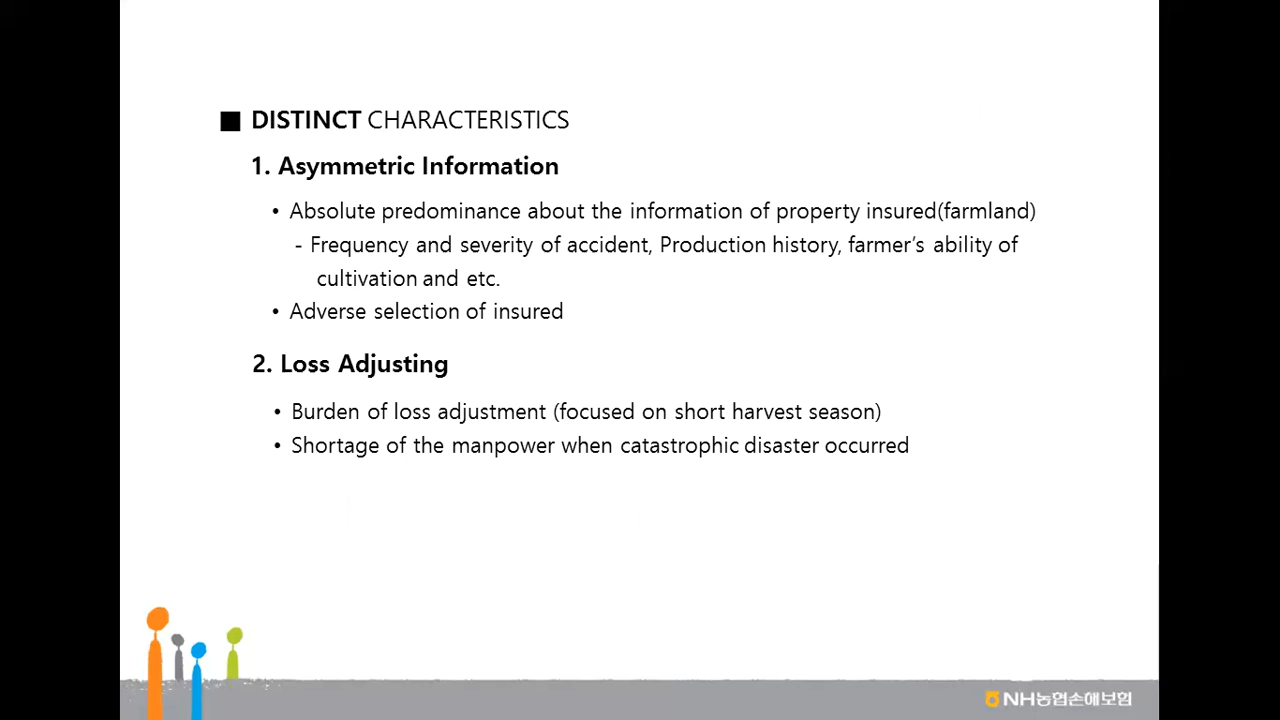 ■ DISTINCT CHARACTERISTICS
1. Asymmetric Information
• Absolute predominance about the information of property insured(farmland)
- Frequency and severity of accident, Production history, farmer's ability of
cultivation and etc.
• Adverse selection of insured
2. Loss Adjusting
• Burden of loss adjustment (focused on short harvest season)
• Shortage of the manpower when catastrophic disaster occurred
NH농협손해보험